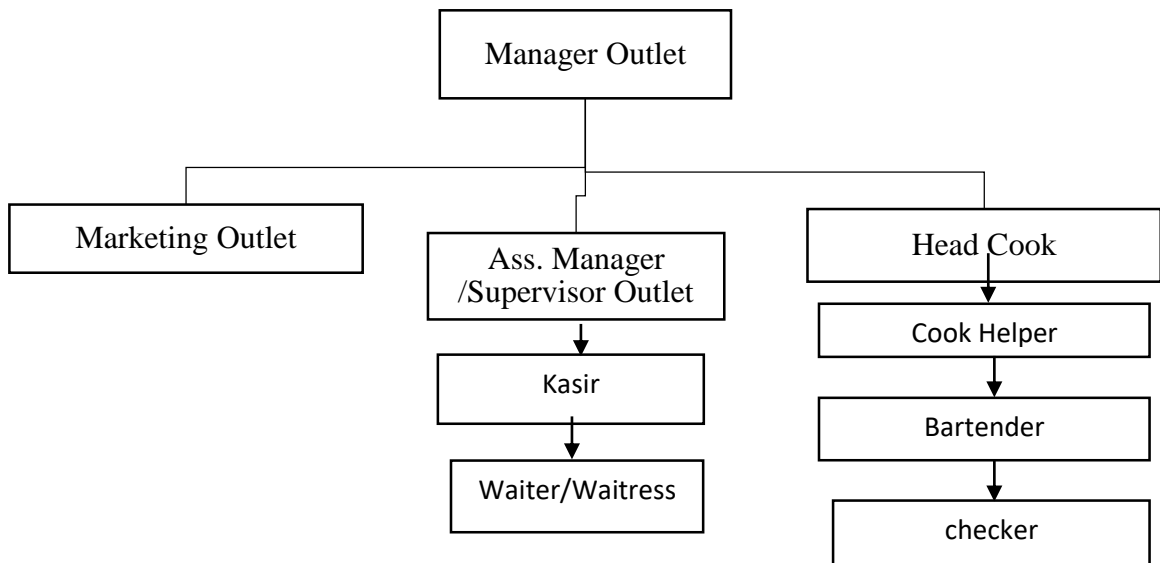 Manager Outlet
Marketing Outlet
Ass. Manager
/Supervisor Outlet
Head Cook
Kasir
Cook Helper
Waiter/Waitress
Bartender
checker